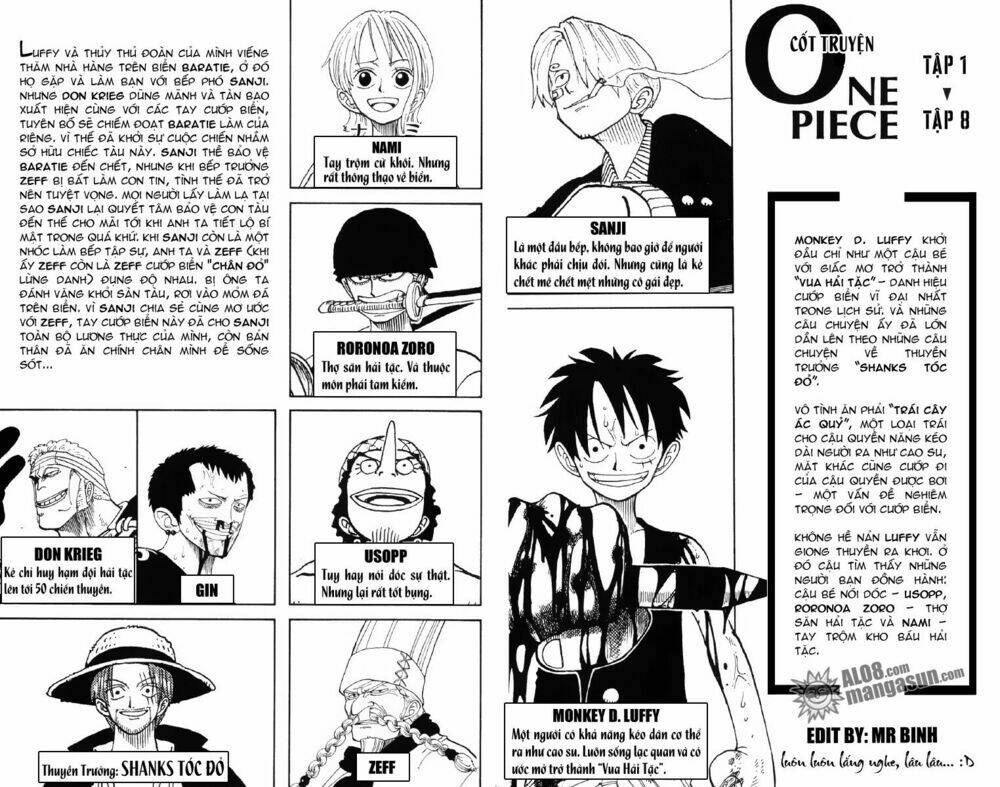 LUFFY VÀ THỦY THỦ ĐOÀN CỦA MÌNH VIẾNG
THĂM NHÀ HÀNG TRÊN BIỂN BARATIE, Ở ĐÓ
HỌ GẶP VÀ LÀM BẠN VỚI BẾP PHÓ SANJI.
NHƯNG DON KRIEG DŨNG MÃNH VÀ TÀN BẠO
XUẤT HIỆN CÙNG VỚI CÁC TAY CƯỚP BIỂN,
TUYÊN BỐ SẼ CHIẾM ĐOẠT BARATIE LÀM CỦA
RIÊNG. VÌ THẾ ĐÃ KHỞI SỰ CUỘC CHIẾN NHẰM
SỞ HỮU CHIẾC TÀU NÀY. SANJI THỀ BẢO VỆ
BARATIE ĐẾN CHẾT, NHƯNG KHI BẾP TRƯỞNG
ZEFF BỊ BẮT LÀM CON TIN, TÌNH THẾ ĐÃ TRỞ
NÊN TUYỆT VỌNG. MỌI NGƯỜI LẤY LÀM LẠ TẠI
SAO SANJI LẠI QUYẾT TÂM BẢO VỆ CON TÀU
ĐẾN THẾ CHO MÃI TỚI KHI ANH TA TIẾT LỘ BÍ
MẬT TRONG QUÁ KHỨ. KHI SANJI CÒN LÀ MỘT
NHÓC LÀM BẾP TẬP SỰ, ANH TA VÀ ZEFF (KHI
ẤY ZEFF CÒN LÀ ZEFF CƯỚP BIỂN "CHÂN ĐỎ"
LỪNG DANH) ĐỤNG ĐỘ NHAU. BỊ ÔNG TA
ĐÁNH VĂNG KHỎI SÀN TÀU, RƠI VÀO MỎM ĐÁ
TRÊN BIỂN. VÌ SANJI CHIA SẺ CÙNG MƠ ƯỚC
VỚI ZEFF, TAY CƯỚP BIỂN NÀY ĐÃ CHO SANJI
TOÀN BỘ LƯƠNG THỰC CỦA MÌNH, CÒN BẢN
THÂN ĐÃ ĂN CHÍNH CHÂN MÌNH ĐỂ SỐNG
SÓT...
NAMI
Tay trộm cừ khôi. Nhưng
rất thông thạo về biển.
RORONOA ZORO
Thợ săn hải tặc. Và thuộc
môn phái tam kiếm.
DON KRIEG
Kẻ chỉ huy hạm đội hải tặc
lên tới 50 chiến thuyền.
GIN
USOPP
Tuy hay nói dóc sự thật.
Nhưng lại rất tốt bụng.
Thuyền Trưởng: SHANKS TÓC ĐỎ
ZEFF
SANJI
Là một đầu bếp, không bao giờ để người
khác phải chịu đói. Nhưng cũng là kẻ
chết mê chết mệt những cô gái đẹp.
MONKEY D. LUFFY
Một người có khả năng kéo dãn cơ thể
ra như cao su. Luôn sống lạc quan và có
ước mơ trở thành "Vua Hải Tặc".
CỐT TRUYỆN
ONE
PIECE
TẬP 1
▼
TẬP 8
MONKEY D. LUFFY KHỞI
ĐẦU CHỈ NHƯ MỘT CẬU BÉ
VỚI GIẤC MƠ TRỞ THÀNH
"VUA HẢI TẶC" – DANH HIỆU
CƯỚP BIỂN VĨ ĐẠI NHẤT
TRONG LỊCH SỬ. VÀ NHỮNG
CÂU CHUYỆN ẤY ĐÃ LỚN
DẦN LÊN THEO NHỮNG CÂU
CHUYỆN VỀ THUYỀN
TRƯỞNG "SHANKS TÓC
ĐỎ".
VÔ TÌNH ĂN PHẢI "TRÁI CÂY
ÁC QUỶ", MỘT LOẠI TRÁI
CHO CẬU QUYỀN NĂNG KÉO
DÀI NGƯỜI RA NHƯ CAO SU,
MẶT KHÁC CŨNG CƯỚP ĐI
CỦA CẬU QUYỀN ĐƯỢC BƠI
– MỘT VẤN ĐỀ NGHIÊM
TRỌNG ĐỐI VỚI CƯỚP BIỂN.
KHÔNG HỀ NẢN LUFFY VẪN
GIONG THUYỀN RA KHƠI. Ở
ĐÓ CẬU TÌM THẤY NHỮNG
NGƯỜI BẠN ĐỒNG HÀNH:
CẬU BÉ NỐI DỐC – USOPP,
RORONOA ZORO – THỢ
SĂN HẢI TẶC VÀ NAMI –
TAY TRỘM KHO BÁU HẢI
TẶC.
ALO8.com
mangasun.com
EDIT BY: MR BINH
luôn luôn lắng nghe, lâu lâu... :D